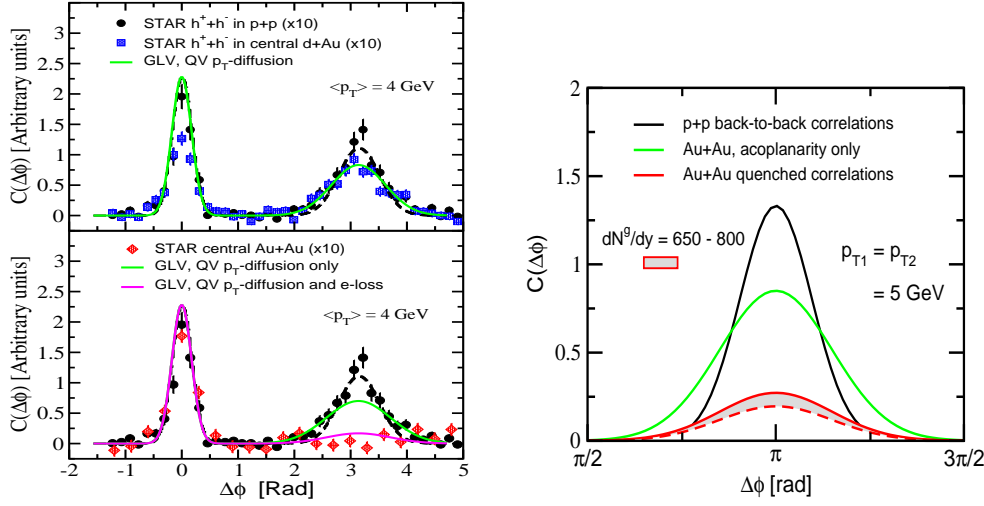 3
2.5
2
1.5
1
0.5
0
C(Δϕ) [Arbitrary units]
STAR h⁺+h⁻ in p+p (x10)
STAR h⁺+h⁻ in central d+Au (x10)
GLV, QV p_T-diffusion
<p_T> = 4 GeV
3
2.5
2
1.5
1
0.5
0
C(Δϕ) [Arbitrary units]
STAR central Au+Au (x10)
GLV, QV p_T-diffusion only
GLV, QV p_T-diffusion and e-loss
<p_T> = 4 GeV
-2 -1 0 1 2 3 4 5
Δϕ [Rad]
2
1.5
1
0.5
0
C(Δϕ)
p+p back-to-back correlations
Au+Au, acoplanarity only
Au+Au quenched correlations
dN^g/dy = 650 - 800
p_T1 = p_T2
= 5 GeV
π/2 π 3π/2
Δϕ [rad]